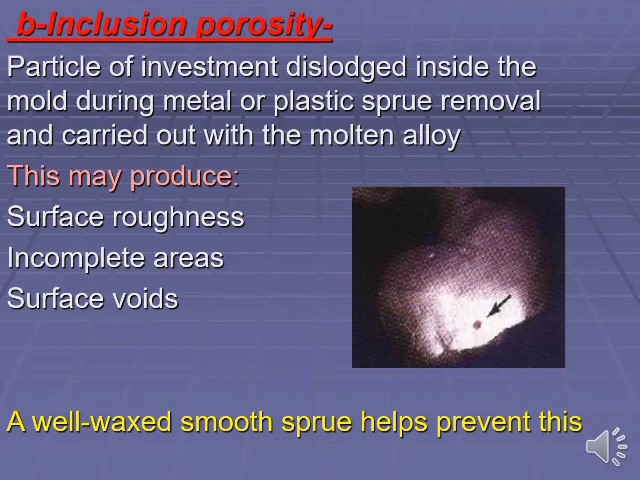 b-Inclusion porosity-
Particle of investment dislodged inside the
mold during metal or plastic sprue removal
and carried out with the molten alloy
This may produce:
Surface roughness
Incomplete areas
Surface voids
A well-waxed smooth sprue helps prevent this